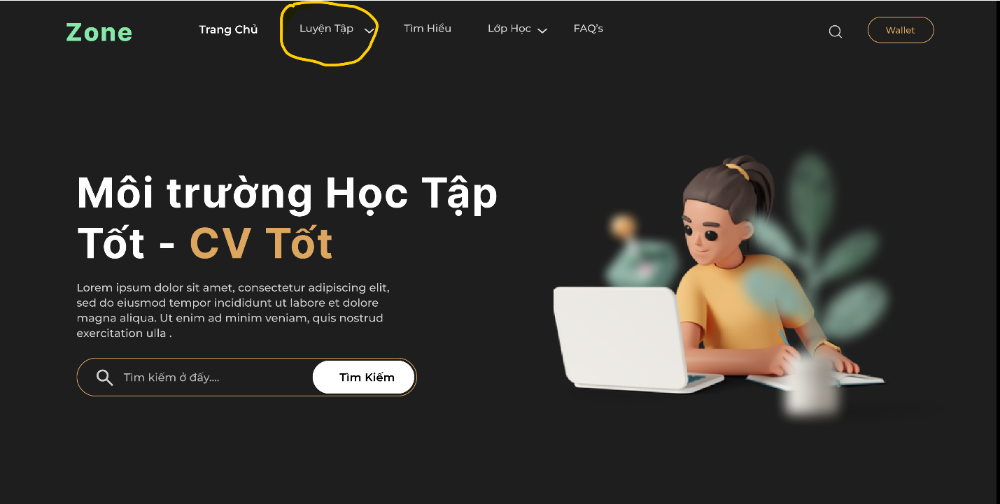 Zone
Trang Chủ
Luyện Tập
Tìm Hiểu
Lớp Học
FAQ's
Wallet
Môi trường Học Tập
Tốt - CV Tốt
Lorem ipsum dolor sit amet, consectetur adipiscing elit,
sed do eiusmod tempor incididunt ut labore et dolore
magna aliqua. Ut enim ad minim veniam, quis nostrud
exercitation ulla .
Tìm kiếm ở đấy....
Tìm Kiếm